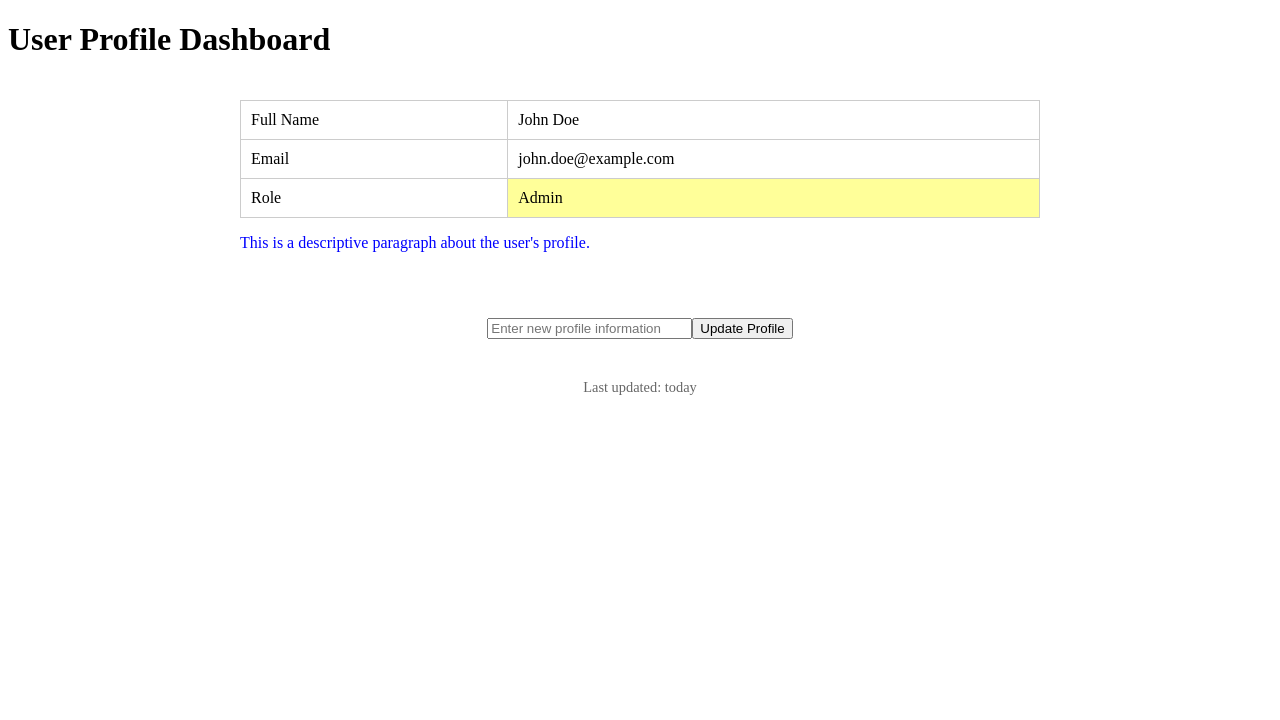 User Profile Dashboard
Full Name John Doe
Email john.doe@example.com
Role Admin
This is a descriptive paragraph about the user's profile.
Enter new profile information Update Profile
Last updated: today